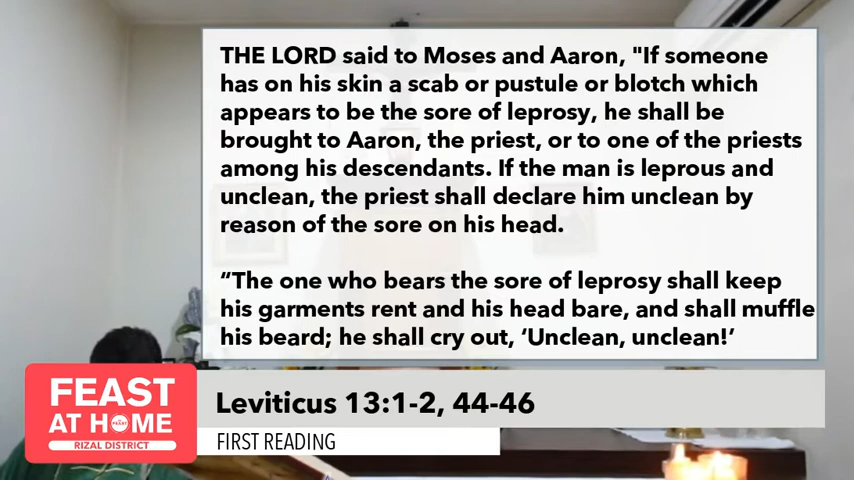 THE LORD said to Moses and Aaron, "If someone
has on his skin a scab or pustule or blotch which
appears to be the sore of leprosy, he shall be
brought to Aaron, the priest, or to one of the priests
among his descendants. If the man is leprous and
unclean, the priest shall declare him unclean by
reason of the sore on his head.
“The one who bears the sore of leprosy shall keep
his garments rent and his head bare, and shall muffle
his beard; he shall cry out, ‘Unclean, unclean!’
FEAST
AT HOME
RIZAL DISTRICT
Leviticus 13:1-2, 44-46
FIRST READING